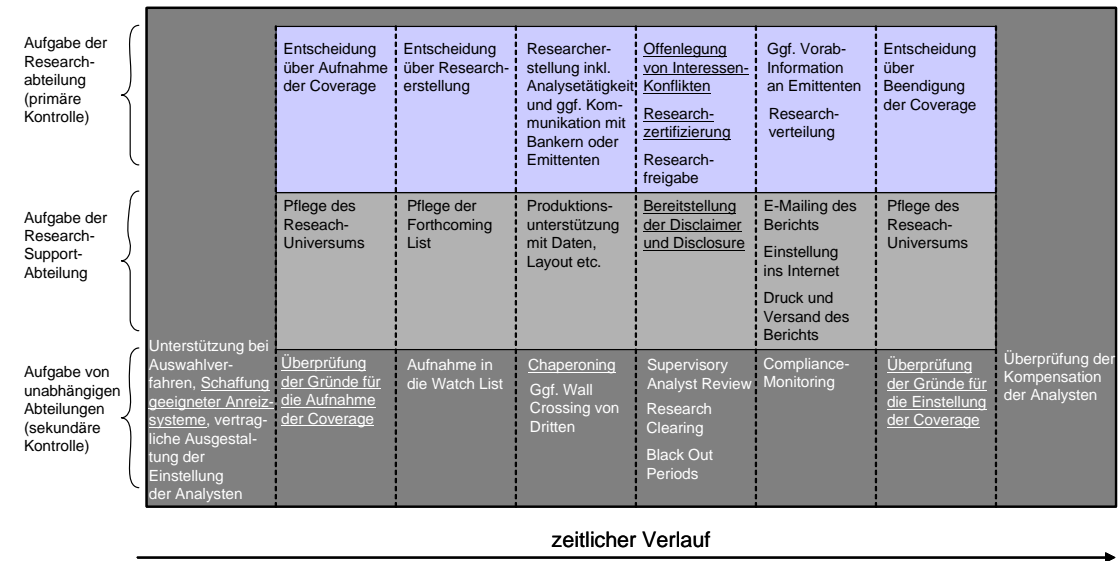 Aufgabe der
Research-
abteilung
(primäre
Kontrolle)
Entscheidung
über Aufnahme
der Coverage
Entscheidung
über Research-
erstellung
Researcher-
stellung inkl.
Analysetätigkeit
und ggf. Kom-
munikation mit
Bankern oder
Emittenten
Offenlegung
von Interessen-
Konflikten
Research-
zertifizierung
Research-
freigabe
Ggf. Vorab-
Information
an Emittenten
Research-
verteilung
Entscheidung
über
Beendigung
der Coverage
Aufgabe der
Research-
Support-
Abteilung
Pflege des
Reseach-
Universums
Pflege der
Forthcoming
List
Produktions-
unterstützung
mit Daten,
Layout etc.
Bereitstellung
der Disclaimer
und Disclosure
E-Mailing des
Berichts
Einstellung
ins Internet
Druck und
Versand des
Berichts
Pflege des
Reseach-
Universums
Aufgabe von
unabhängigen
Abteilungen
(sekundäre
Kontrolle)
Unterstützung bei
Auswahlver-
fahren, Schaffung
geeigneter Anreiz-
systeme, vertrag-
liche Ausgestal-
tung der
Einstellung
der Analysten
Überprüfung
der Gründe für
die Aufnahme
der Coverage
Aufnahme in
die Watch List
Chaperoning
Ggf. Wall
Crossing von
Dritten
Supervisory
Analyst Review
Research
Clearing
Black Out
Periods
Compliance-
Monitoring
Überprüfung
der Gründe für
die Einstellung
der Coverage
Überprüfung der
Kompensation
der Analysten
zeitlicher Verlauf